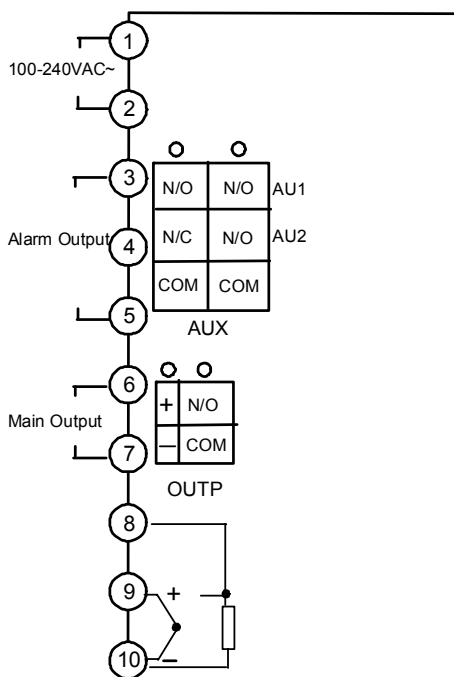 1
100-240VAC~
2
3
N/O N/O AU1
Alarm Output 4 N/C N/O AU2
COM COM
5
AUX
6
+ N/O
Main Output
7 — COM
OUTP
8
9 +
10 −